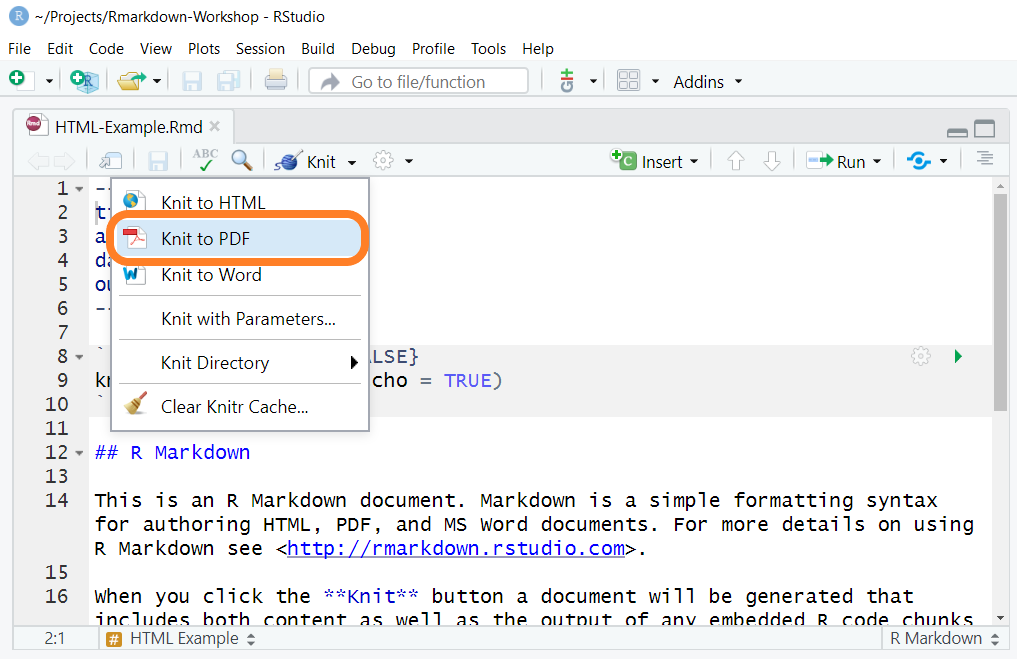 ~/Projects/Rmarkdown-Workshop - RStudio
File Edit Code View Plots Session Build Debug Profile Tools Help
Go to file/function Addins
HTML-Example.Rmd
ABC Knit Insert Run
1 --
2 t
3 a
4 da
5 ou
6 --
7
8 ` ALSE}
9 kn cho = TRUE)
10 `
Knit to HTML
Knit to PDF
Knit to Word
Knit with Parameters...
Knit Directory
Clear Knitr Cache...
11
12 ## R Markdown
13
14 This is an R Markdown document. Markdown is a simple formatting syntax
for authoring HTML, PDF, and MS Word documents. For more details on using
R Markdown see <http://rmarkdown.rstudio.com>.
15
16 When you click the **Knit** button a document will be generated that
includes both content as well as the output of any embedded R code chunks
2:1 # HTML Example R Markdown